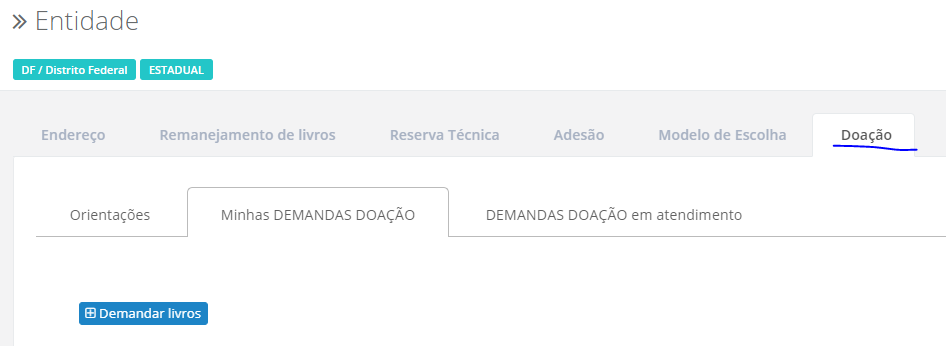 Entidade
DF / Distrito Federal ESTADUAL
Endereço Remanejamento de livros Reserva Técnica Adesão Modelo de Escolha Doação
Orientações Minhas DEMANDAS DOAÇÃO DEMANDAS DOAÇÃO em atendimento
Demandar livros